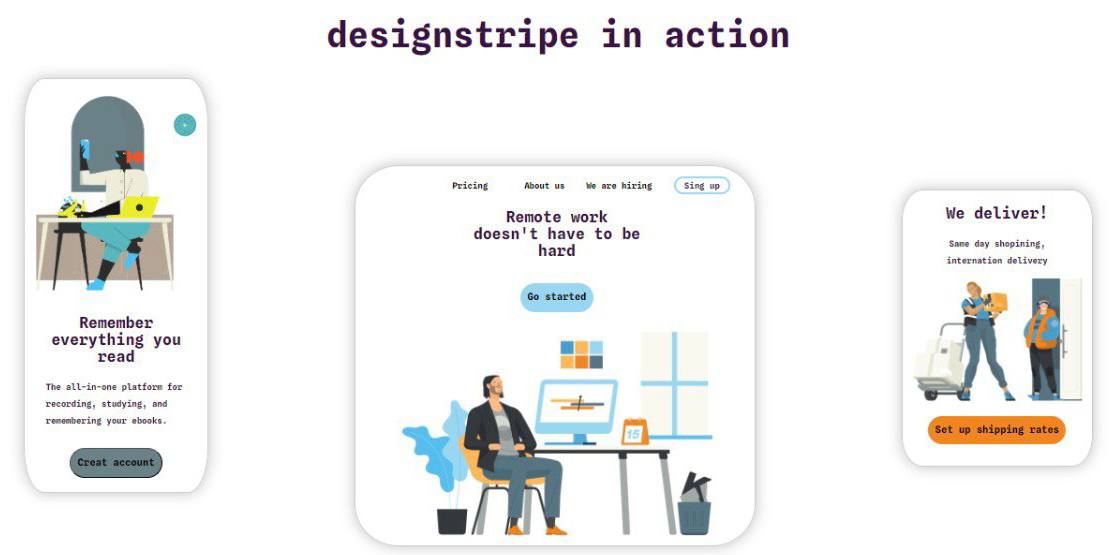 designstripe in action
Remember
everything you
read
The all-in-one platform for
recording, studying, and
remembering your ebooks.
Creat account
Pricing
About us
We are hiring
Sing up
Remote work
doesn't have to be
hard
Go started
15
We deliver!
Same day shopining,
internation delivery
Set up shipping rates